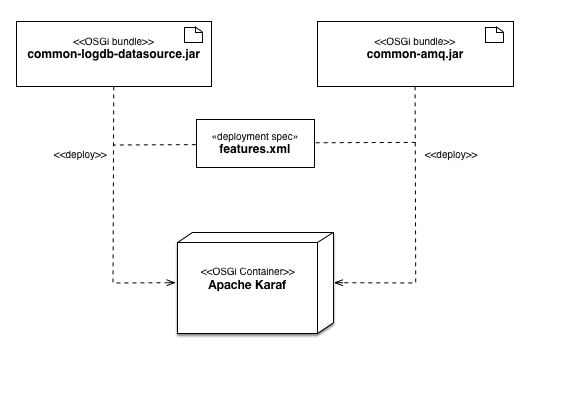 <<OSGi bundle>>
common-logdb-datasource.jar
<<OSGi bundle>>
common-amq.jar
«deployment spec»
features.xml
<<deploy>>
<<deploy>>
<<OSGi Container>>
Apache Karaf